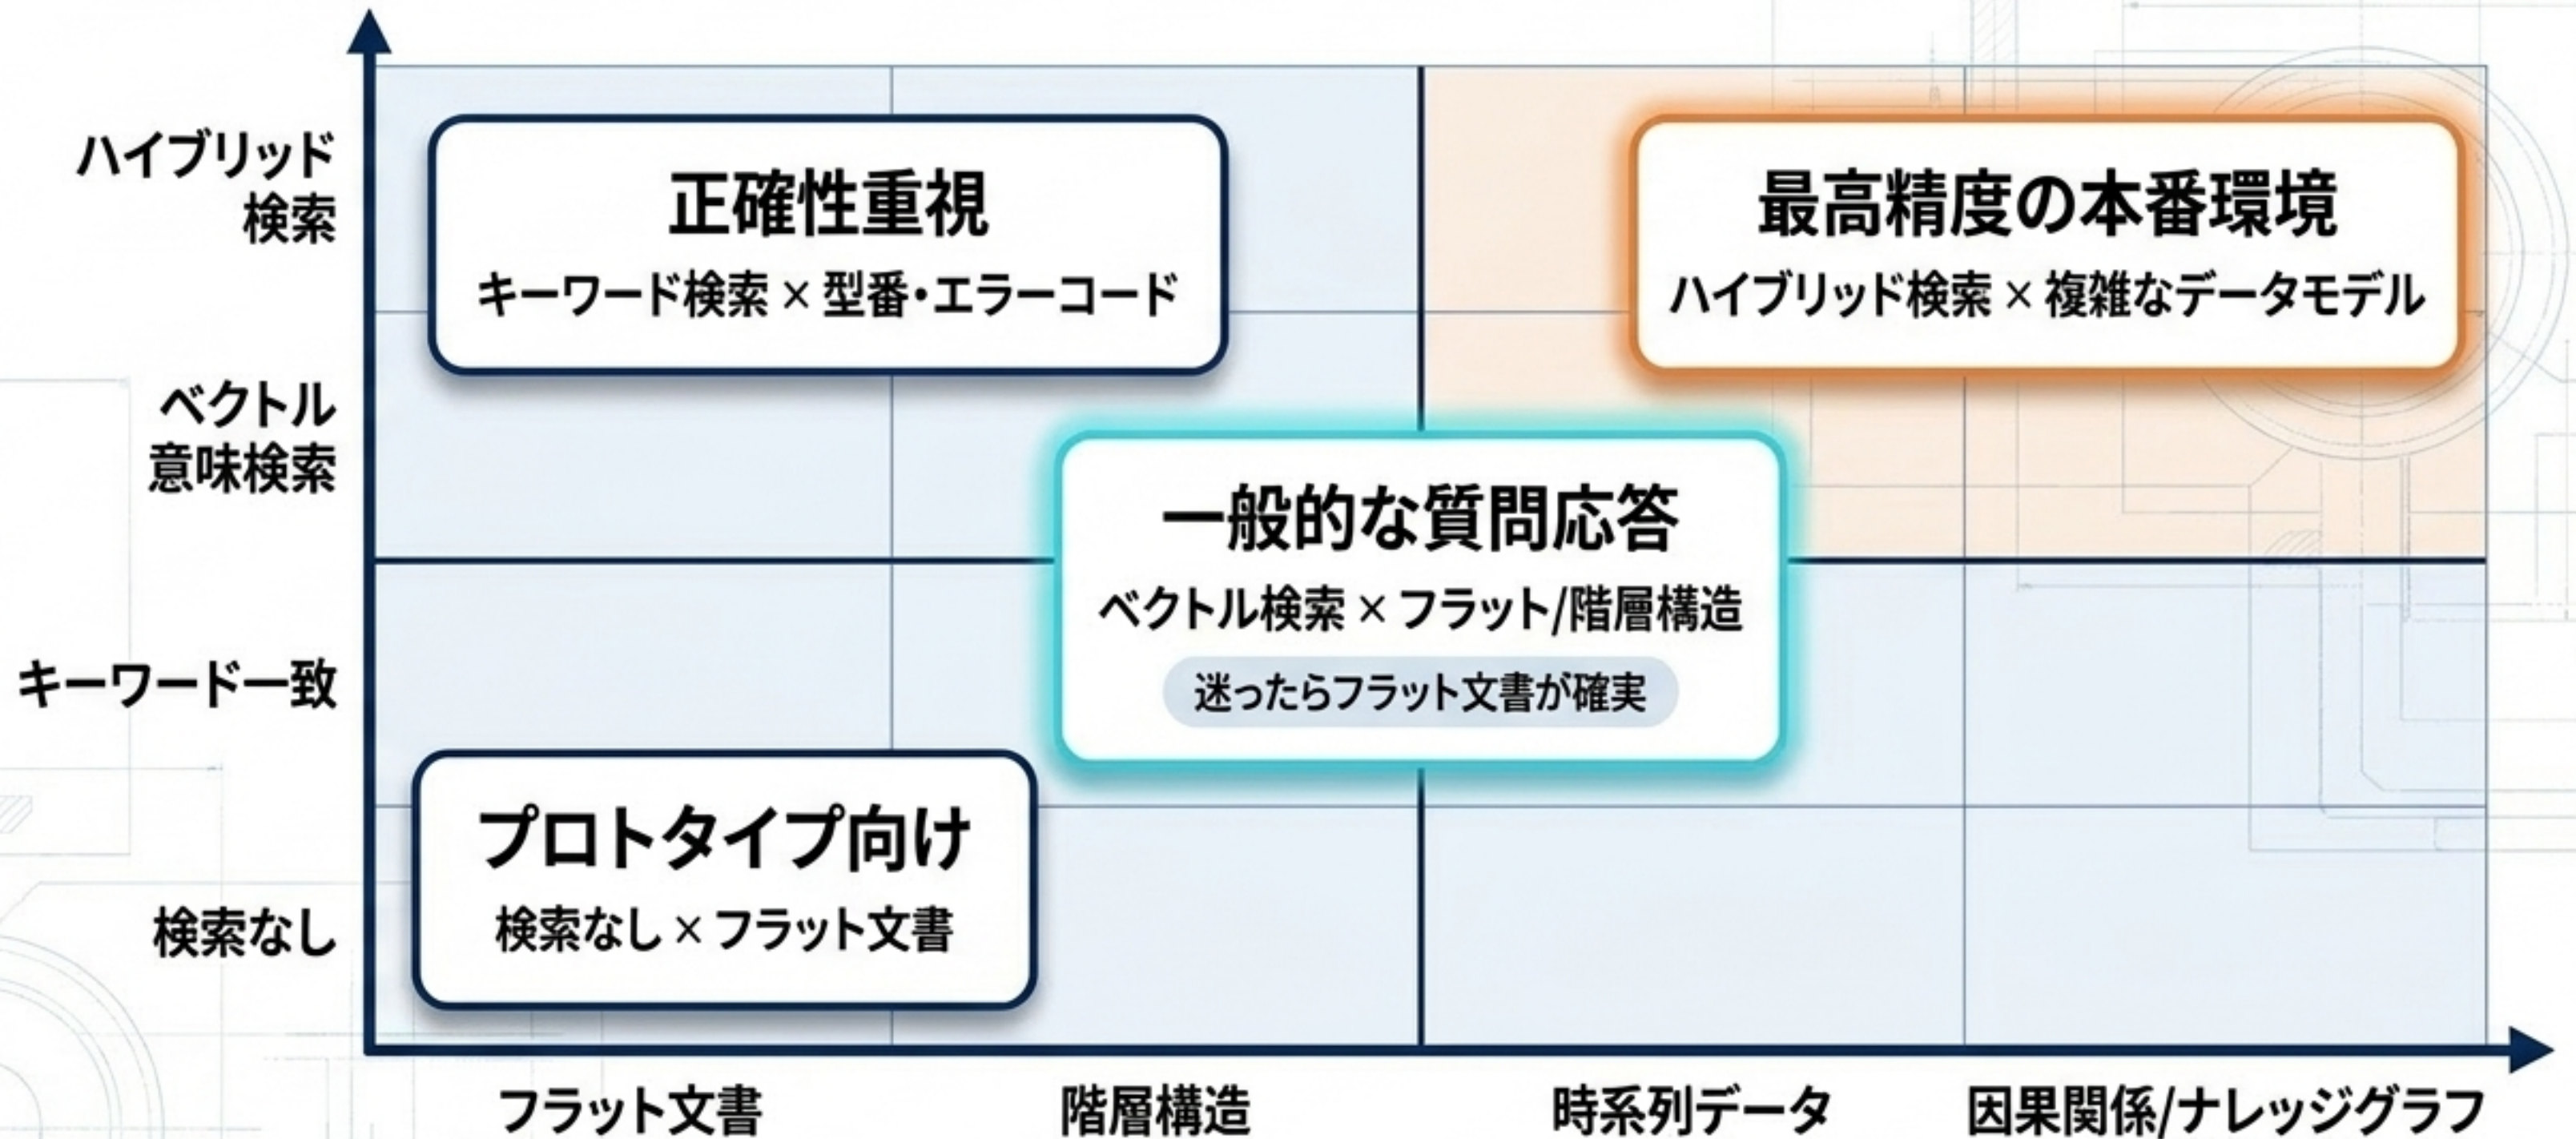 ハイブリッド
検索
ベクトル
意味検索
キーワード一致
検索なし
正確性重視
キーワード検索 × 型番・エラーコード
最高精度の本番環境
ハイブリッド検索 × 複雑なデータモデル
一般的な質問応答
ベクトル検索 × フラット/階層構造
迷ったらフラット文書が確実
プロトタイプ向け
検索なし × フラット文書
フラット文書
階層構造
時系列データ
因果関係/ナレッジグラフ